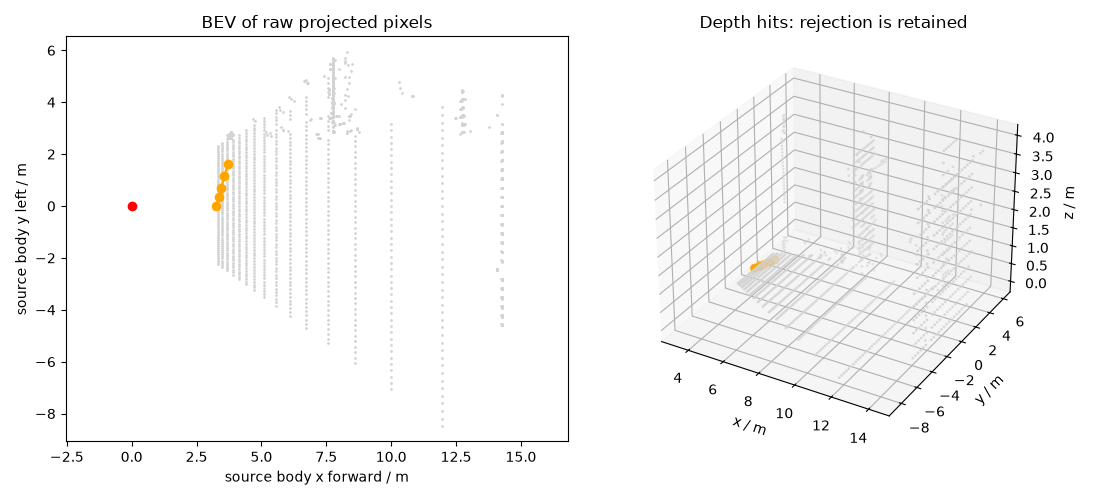 BEV of raw projected pixels
6
4
2
0
−2
−4
−6
−8
source body y left / m
−2.5 0.0 2.5 5.0 7.5 10.0 12.5 15.0
source body x forward / m
Depth hits: rejection is retained
4.0
3.5
3.0
2.5
2.0
1.5
1.0
0.5
0.0
z / m
6
4
2
0
−2
−4
−6
−8
y / m
4 6 8 10 12 14
x / m